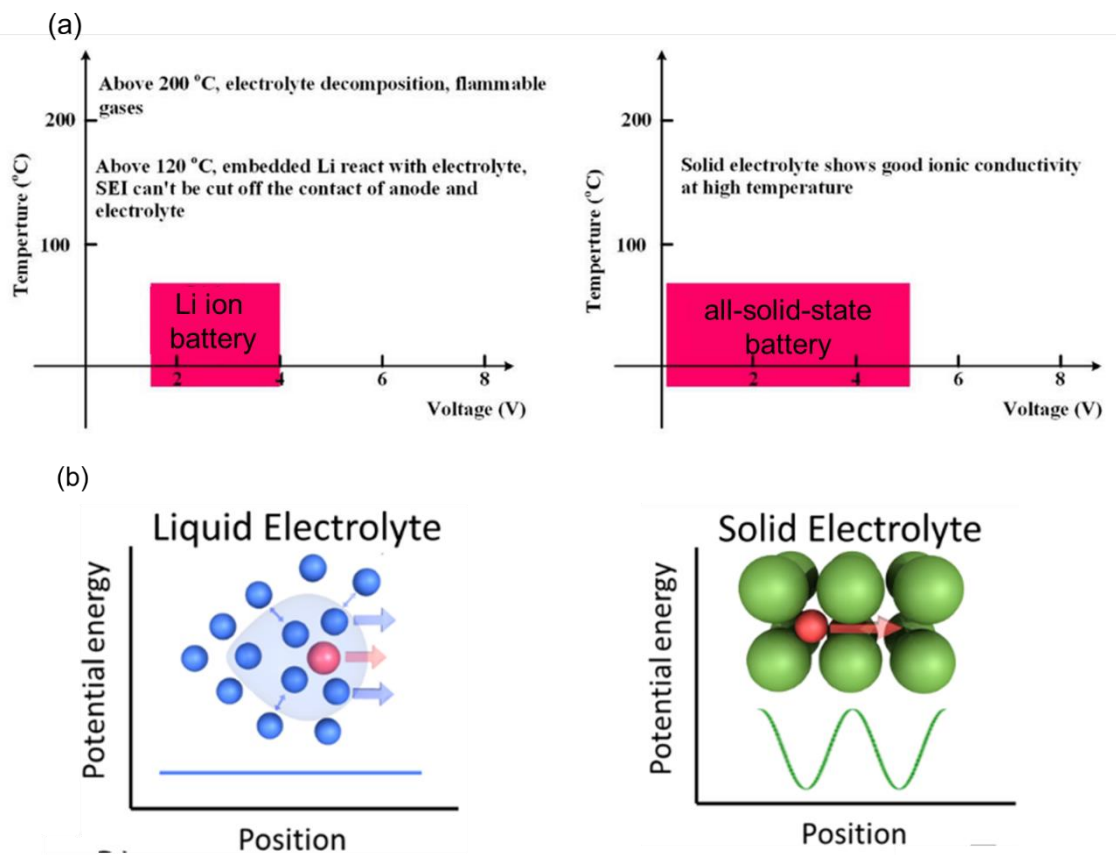 (a)
Above 200 °C, electrolyte decomposition, flammable
gases
200
Above 120 °C, embedded Li react with electrolyte,
SEI can't be cut off the contact of anode and
electrolyte
100
Temperture (°C)
Li ion
battery
2
4
6
8
Voltage (V)
200
Solid electrolyte shows good ionic conductivity
at high temperature
100
Temperture (°C)
all-solid-state
battery
2
4
6
8
Voltage (V)
(b)
Liquid Electrolyte
Potential energy
Position
Solid Electrolyte
Potential energy
Position